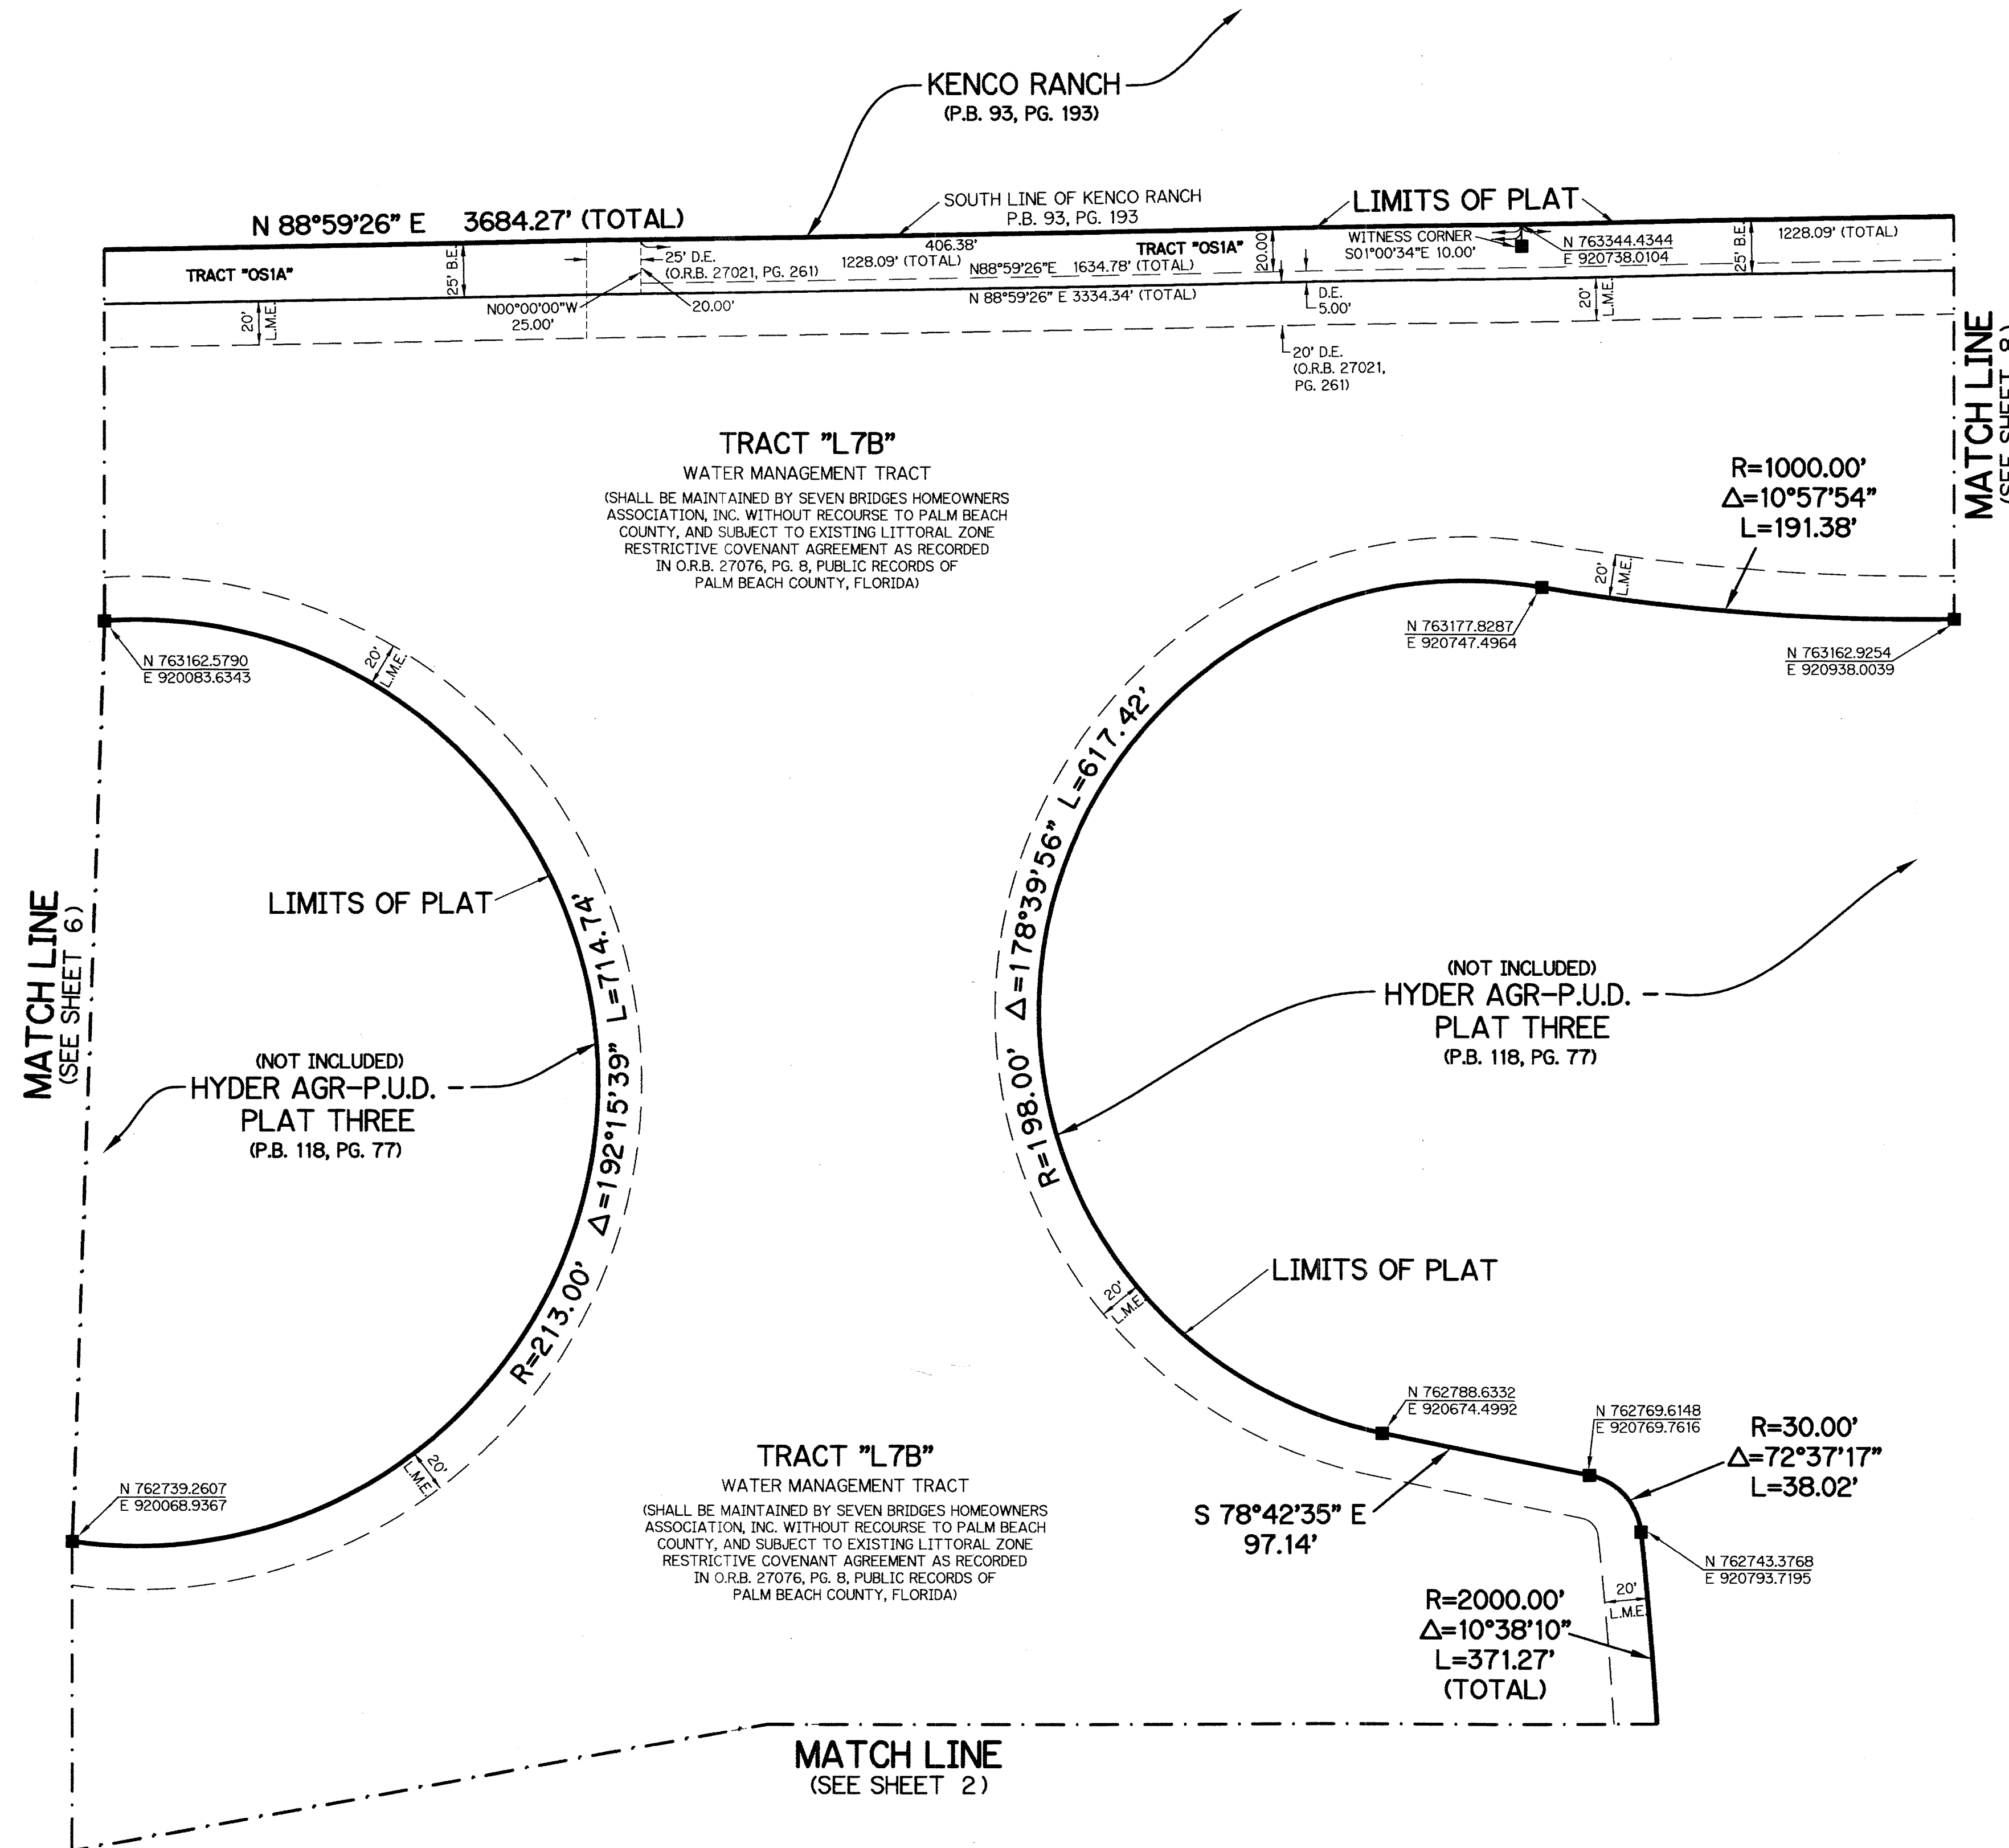 KENCO RANCH
(P.B. 93, PG. 193)
N 88°59'26" E 3684.27' (TOTAL)
SOUTH LINE OF KENCO RANCH
P.B. 93, PG. 193
LIMITS OF PLAT
TRACT "OS1A"
25' B.E.
25' D.E.
(O.R.B. 27021, PG. 261)
406.38'
1228.09' (TOTAL)
TRACT "OS1A"
N88°59'26"E 1634.78' (TOTAL)
20.00'
WITNESS CORNER
S01°00'34"E 10.00'
N 763344.4344
E 920738.0104
25' B.E.
1228.09' (TOTAL)
20'
L.M.E.
N00°00'00"W
25.00'
20.00'
N 88°59'26" E 3334.34' (TOTAL)
D.E.
5.00'
20'
L.M.E.
20' D.E.
(O.R.B. 27021,
PG. 261)
MATCH LINE
(SEE SHEET 8)
TRACT "L7B"
WATER MANAGEMENT TRACT
(SHALL BE MAINTAINED BY SEVEN BRIDGES HOMEOWNERS
ASSOCIATION, INC. WITHOUT RECOURSE TO PALM BEACH
COUNTY, AND SUBJECT TO EXISTING LITTORAL ZONE
RESTRICTIVE COVENANT AGREEMENT AS RECORDED
IN O.R.B. 27076, PG. 8, PUBLIC RECORDS OF
PALM BEACH COUNTY, FLORIDA)
R=1000.00'
Δ=10°57'54"
L=191.38'
20'
L.M.E.
N 763177.8287
E 920747.4964
N 763162.9254
E 920938.0039
N 763162.5790
E 920083.6343
20'
L.M.E.
LIMITS OF PLAT
MATCH LINE
(SEE SHEET 6)
(NOT INCLUDED)
HYDER AGR-P.U.D.
PLAT THREE
(P.B. 118, PG. 77)
R=213.00' Δ=192°15'39" L=714.74'
R=198.00' Δ=178°39'56" L=617.42'
(NOT INCLUDED)
HYDER AGR-P.U.D.
PLAT THREE
(P.B. 118, PG. 77)
LIMITS OF PLAT
20'
L.M.E.
N 762788.6332
E 920674.4992
N 762769.6148
E 920769.7616
R=30.00'
Δ=72°37'17"
L=38.02'
20'
L.M.E.
N 762739.2607
E 920068.9367
TRACT "L7B"
WATER MANAGEMENT TRACT
(SHALL BE MAINTAINED BY SEVEN BRIDGES HOMEOWNERS
ASSOCIATION, INC. WITHOUT RECOURSE TO PALM BEACH
COUNTY, AND SUBJECT TO EXISTING LITTORAL ZONE
RESTRICTIVE COVENANT AGREEMENT AS RECORDED
IN O.R.B. 27076, PG. 8, PUBLIC RECORDS OF
PALM BEACH COUNTY, FLORIDA)
S 78°42'35" E
97.14'
N 762743.3768
E 920793.7195
20'
L.M.E.
R=2000.00'
Δ=10°38'10"
L=371.27'
(TOTAL)
MATCH LINE
(SEE SHEET 2)